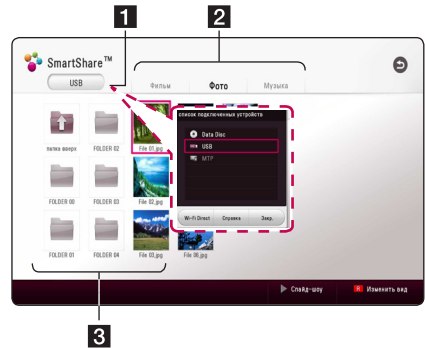 1
2
SmartShare™
USB
Фильм
Фото
Музыка
список подключенных устройств
Data Disc
USB
MTP
Wi-Fi Direct
Справка
Закр.
папка вверх
FOLDER 02
File 01.jpg
FOLDER 00
FOLDER 03
File 02.jpg
FOLDER 01
FOLDER 04
File 03.jpg
File 06.jpg
Слайд-шоу
R Изменить вид
3